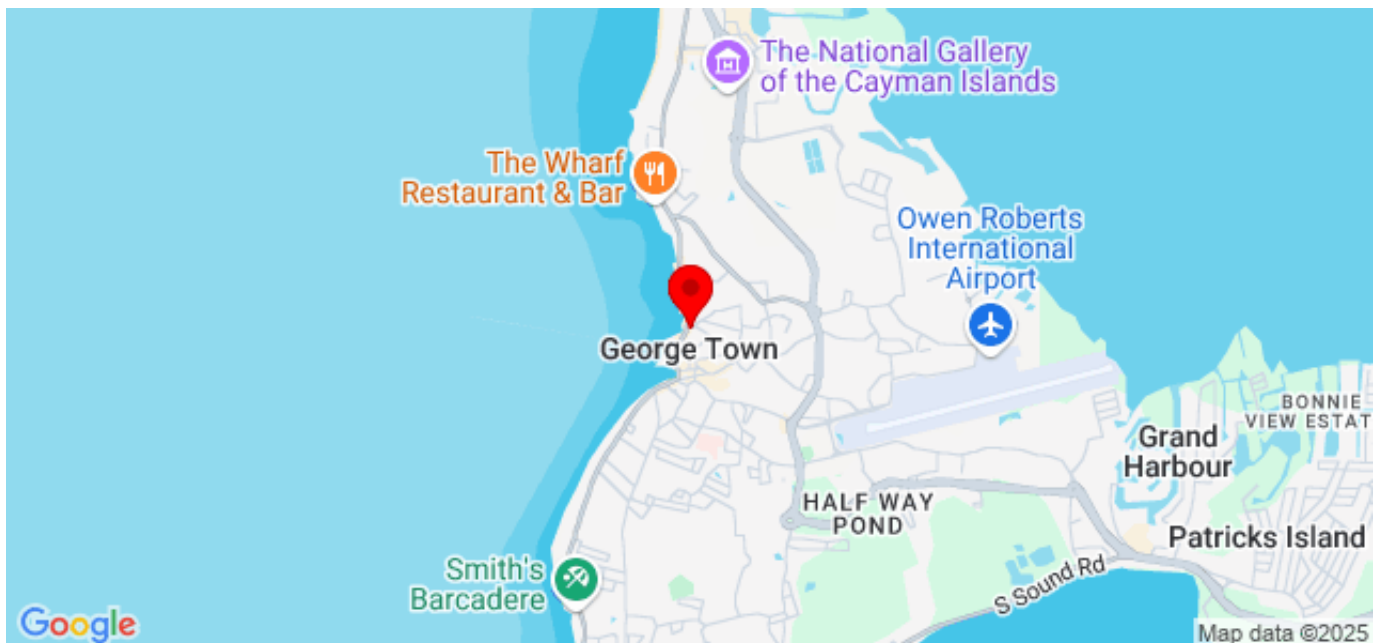 The National Gallery
of the Cayman Islands
The Wharf
Restaurant & Bar
Owen Roberts
International
Airport
George Town
BONNIE
VIEW ESTAT
Grand
Harbour
HALF WAY
POND
Patricks Island
Smith's
Barcadere
S Sound Rd
Google
Map data ©2025